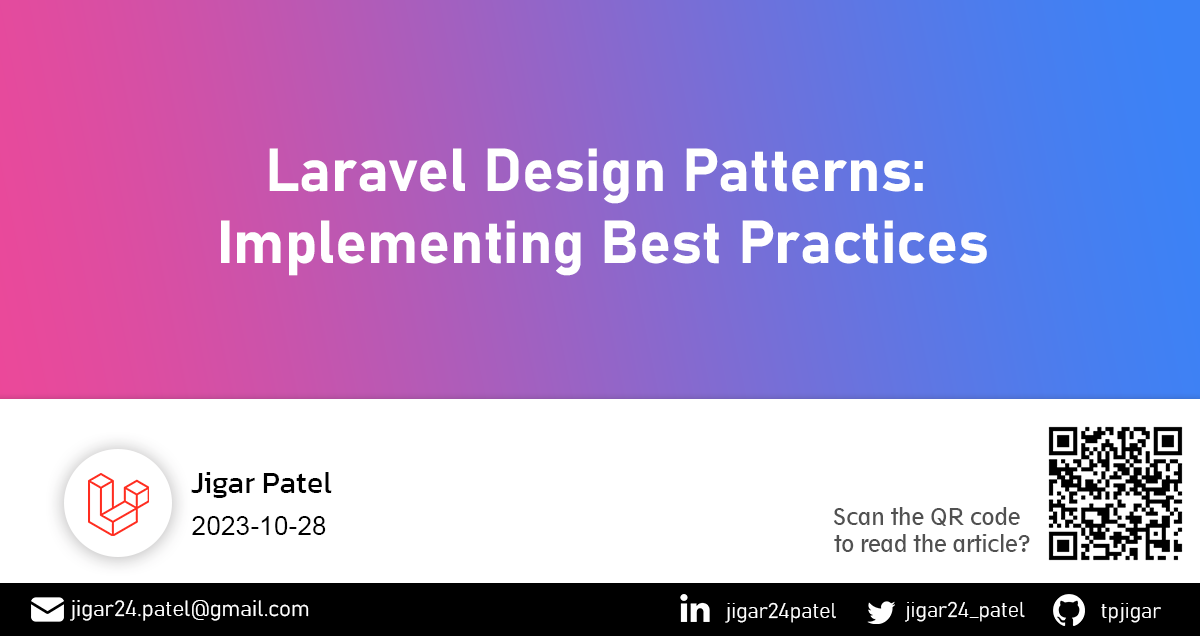 Laravel Design Patterns:
Implementing Best Practices
Jigar Patel
2023-10-28
Scan the QR code
to read the article?
jigar24.patel@gmail.com
jigar24patel
jigar24_patel
tpjigar